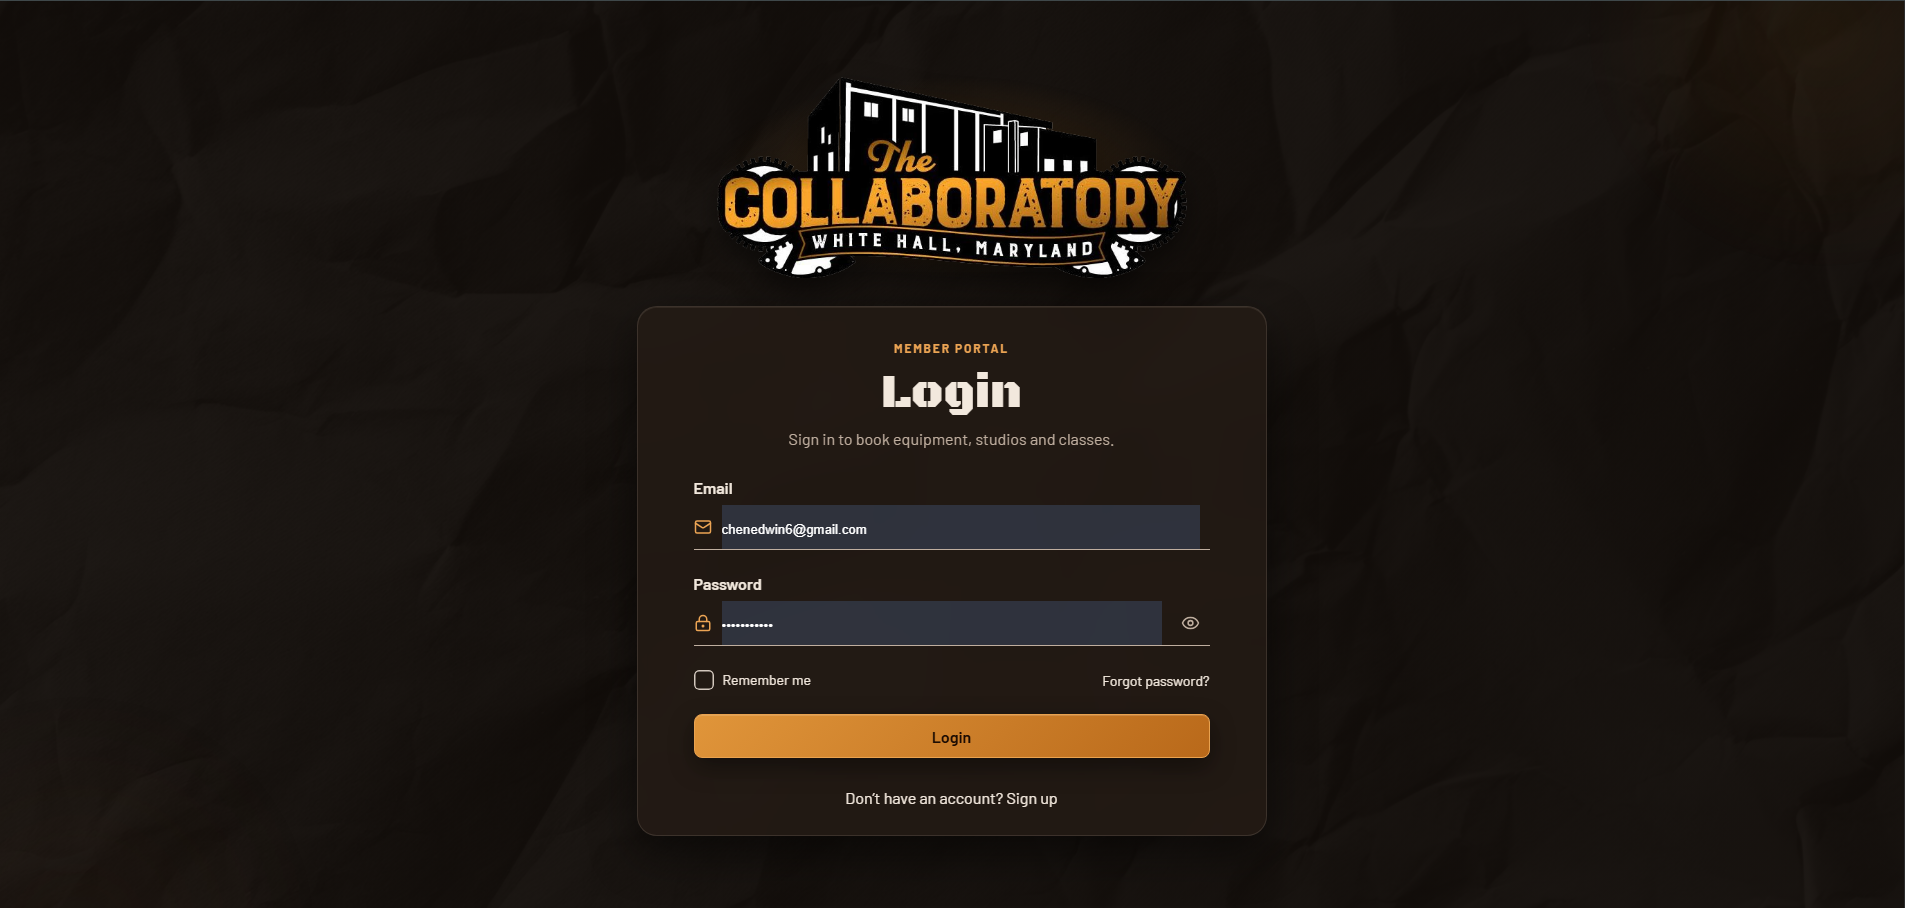 The
COLLABORATORY
WHITE HALL, MARYLAND
MEMBER PORTAL
Login
Sign in to book equipment, studios and classes.
Email
chenedwin6@gmail.com
Password
•••••••••••
Remember me
Forgot password?
Login
Don't have an account? Sign up